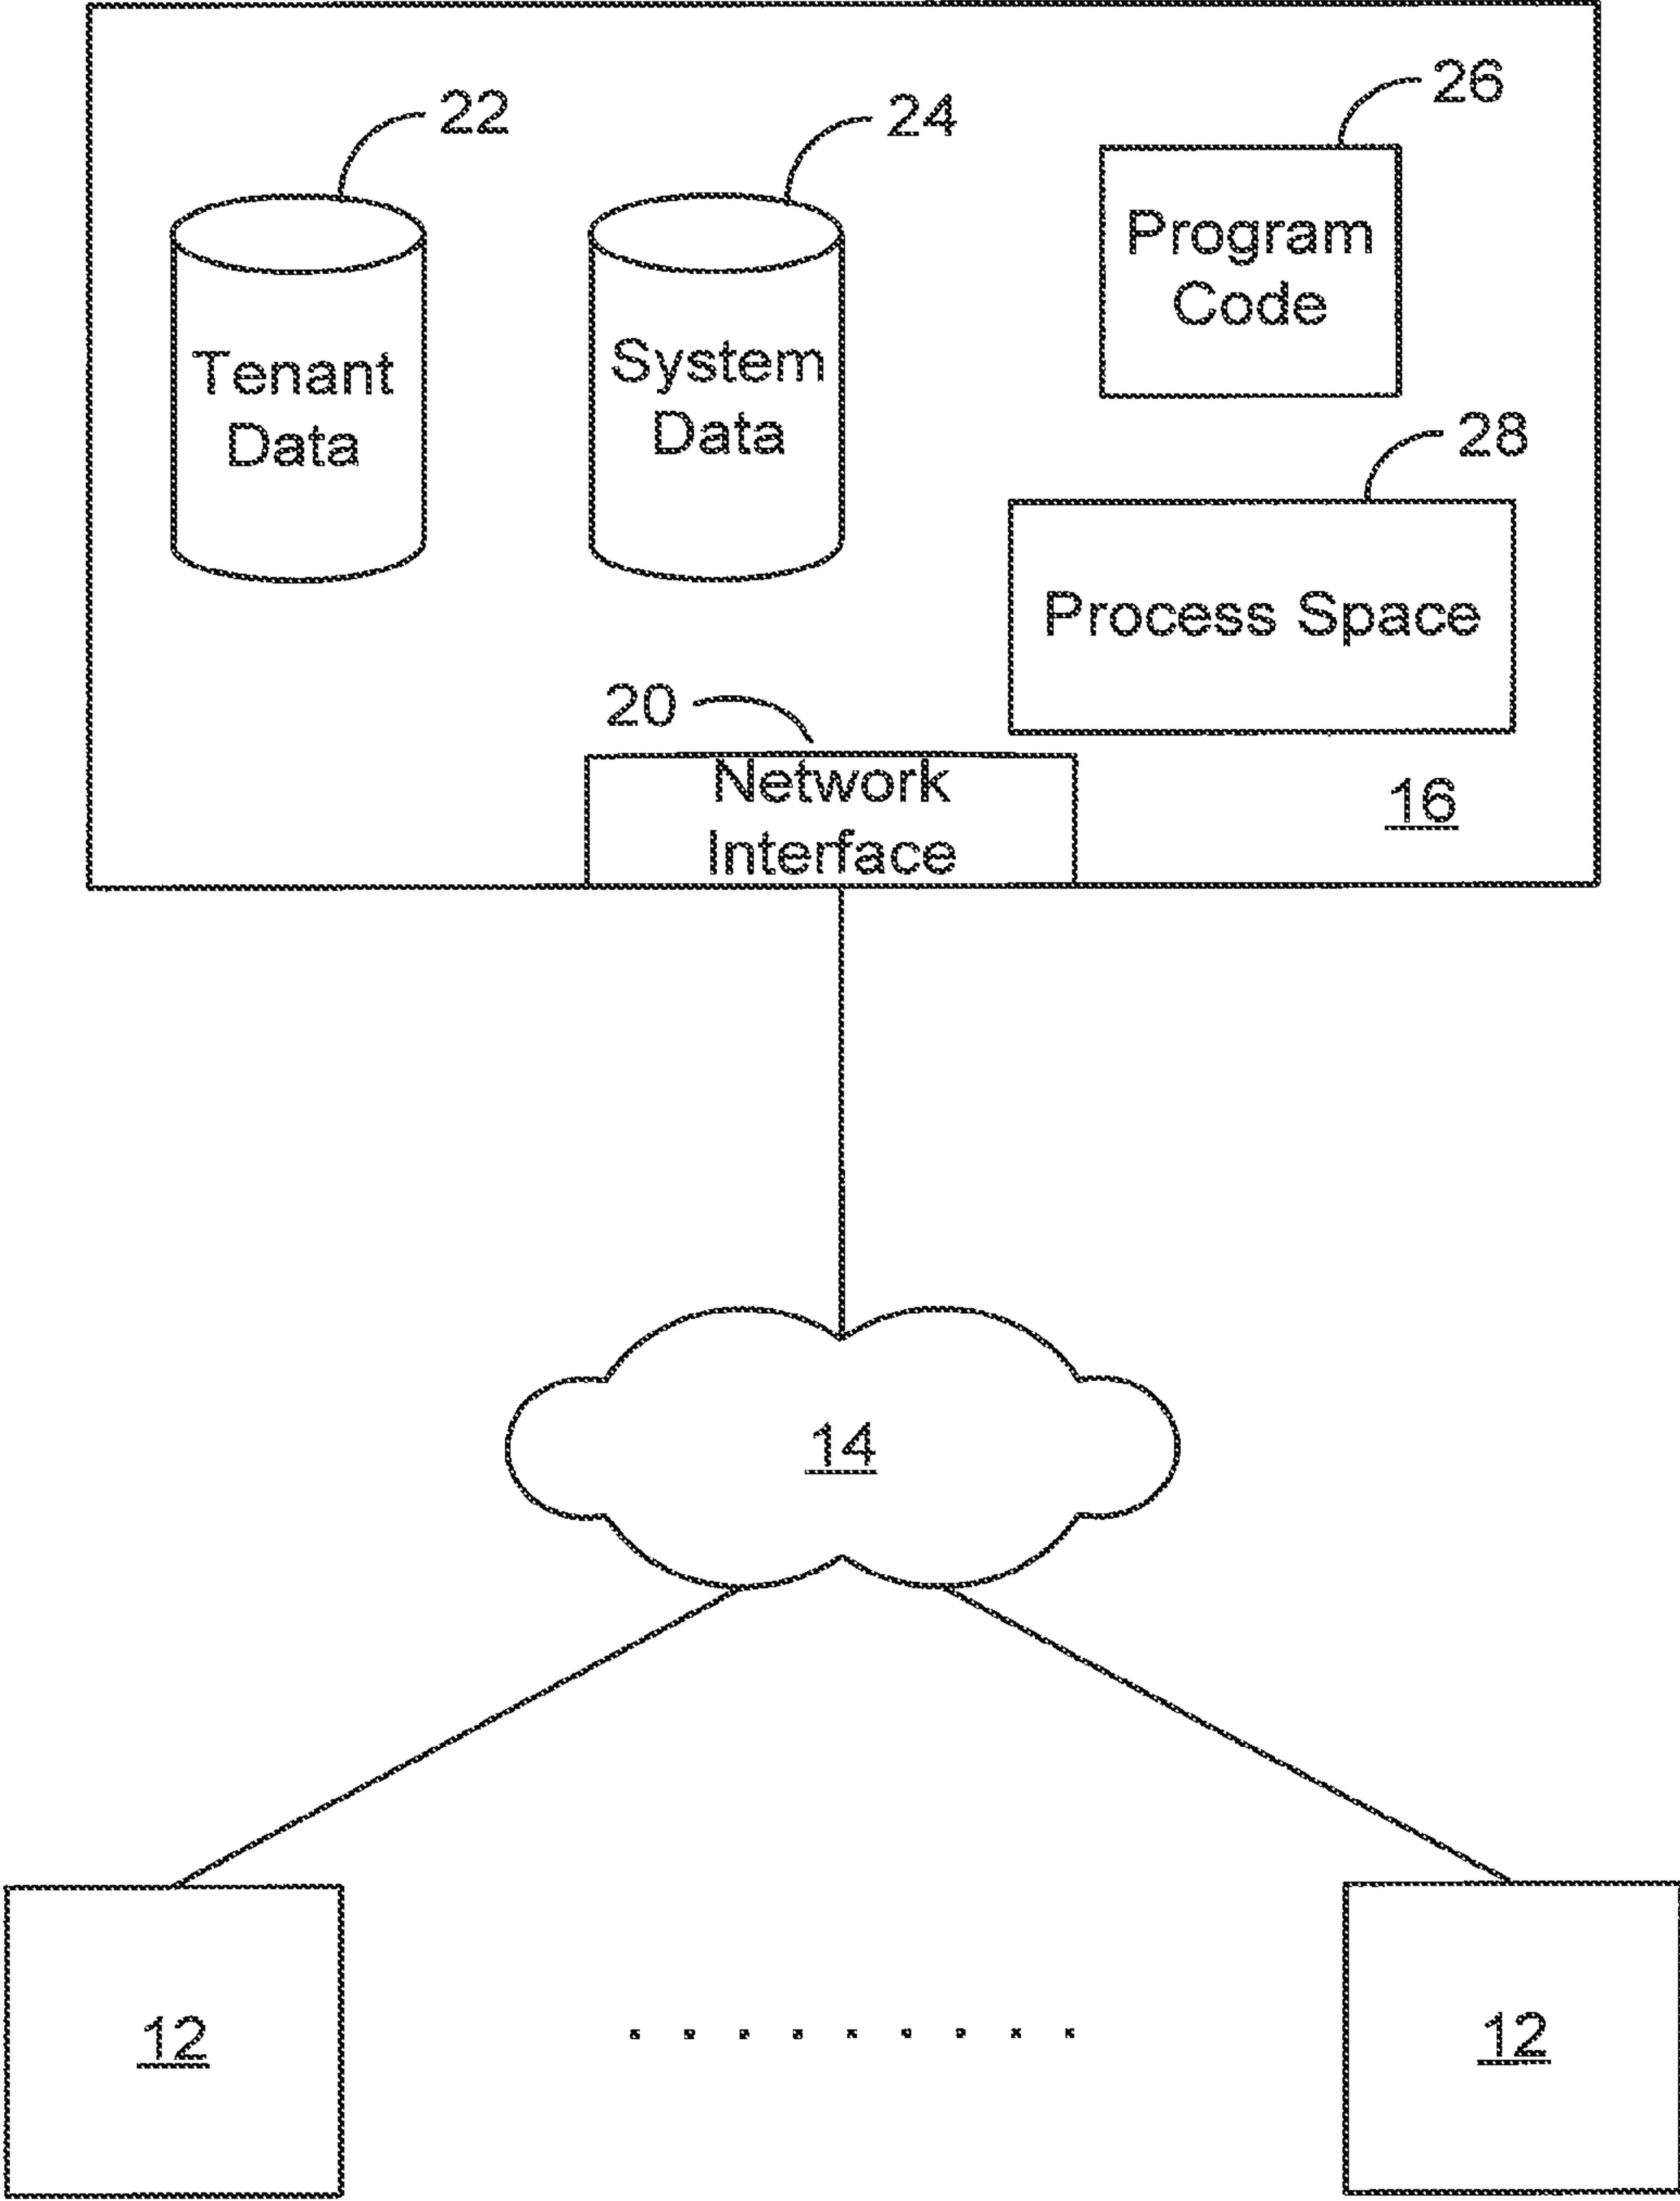 22
24
26
Program
Code
Tenant
Data
System
Data
28
Process Space
20
Network
Interface
16
14
12
12